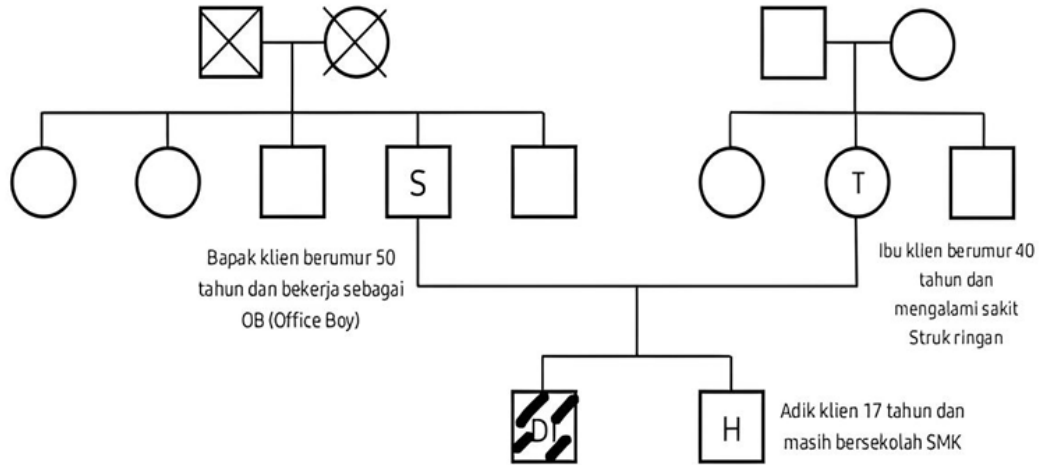 S
T
Bapak klien berumur 50
tahun dan bekerja sebagai
OB (Office Boy)
Ibu klien berumur 40
tahun dan
mengalami sakit
Struk ringan
DI
H
Adik klien 17 tahun dan
masih bersekolah SMK